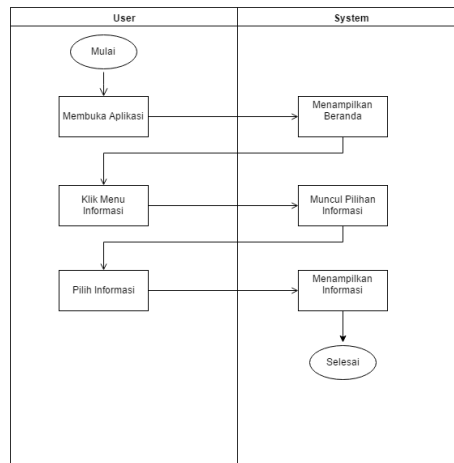 User
System
Mulai
Membuka Aplikasi
Menampilkan
Beranda
Klik Menu
Informasi
Muncul Pilihan
Informasi
Pilih Informasi
Menampilkan
Informasi
Selesai